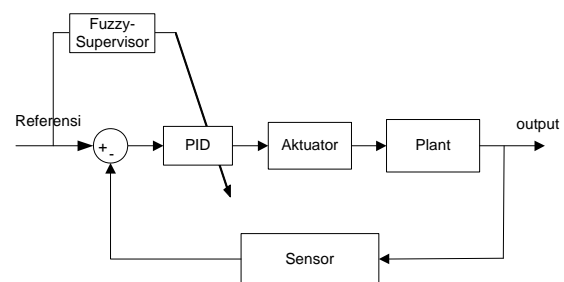 Fuzzy-
Supervisor
Referensi
+
-
PID
Aktuator
Plant
output
Sensor